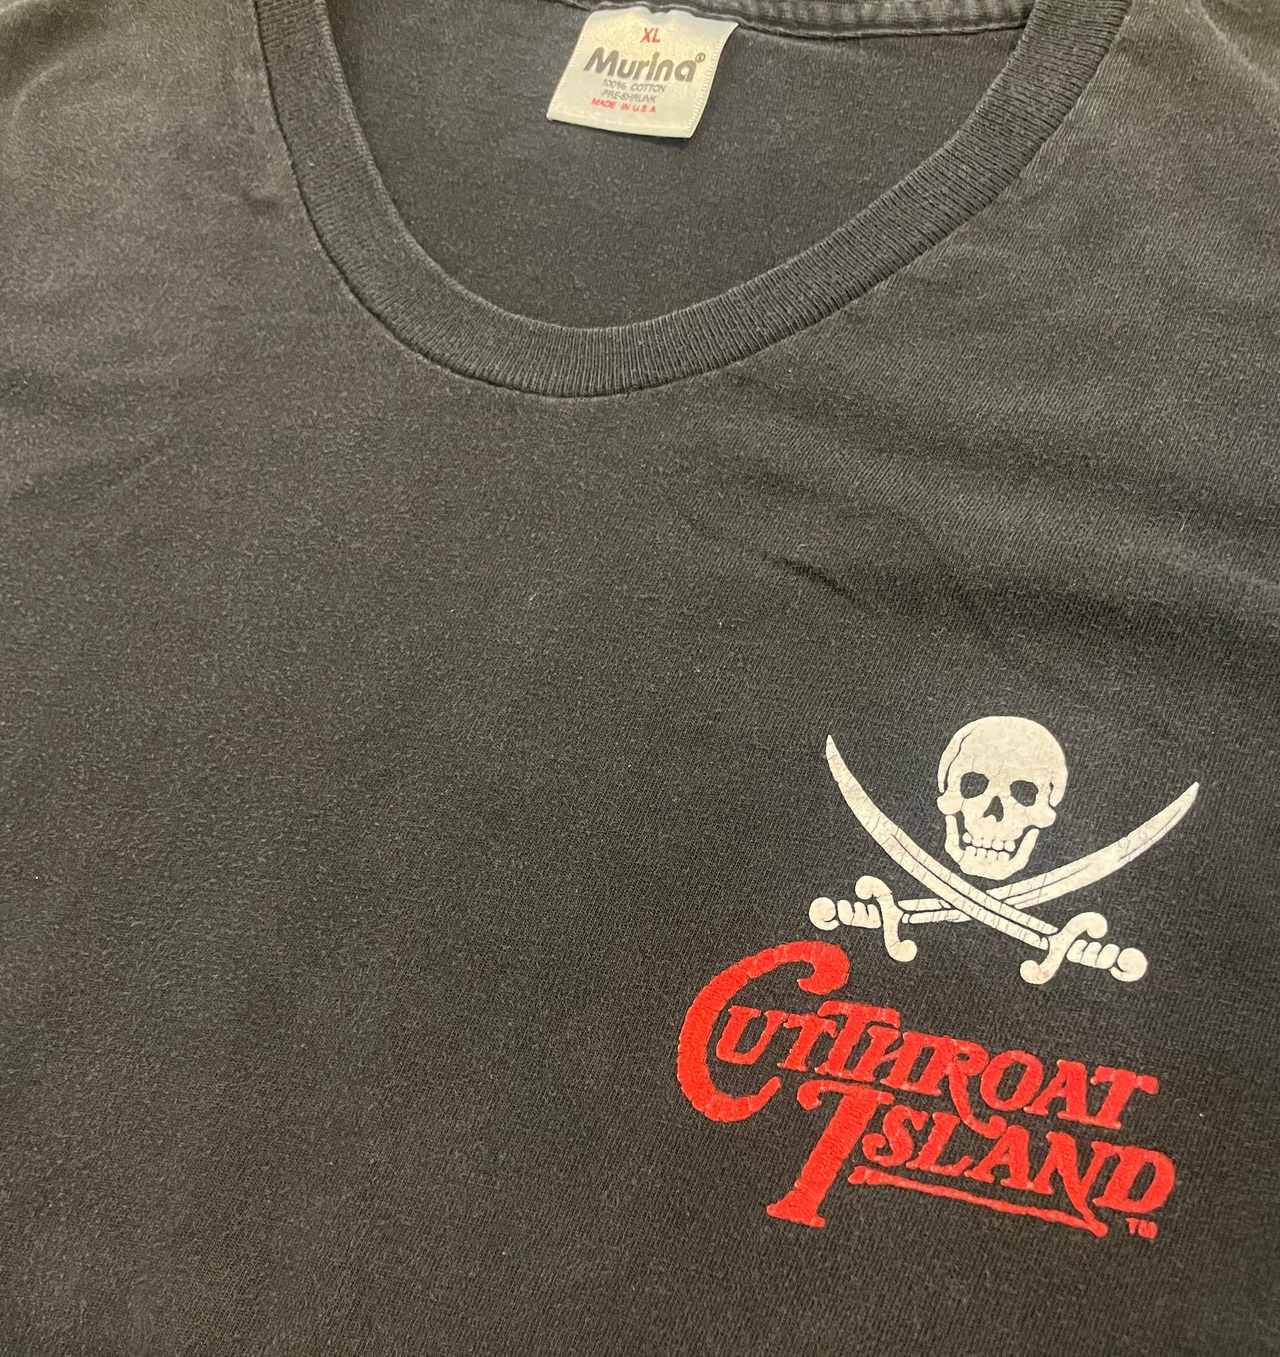 XL
Murina®
100% COTTON
PRE-SHRUNK
MADE IN U.S.A.
CUTTHROAT
ISLAND
TM